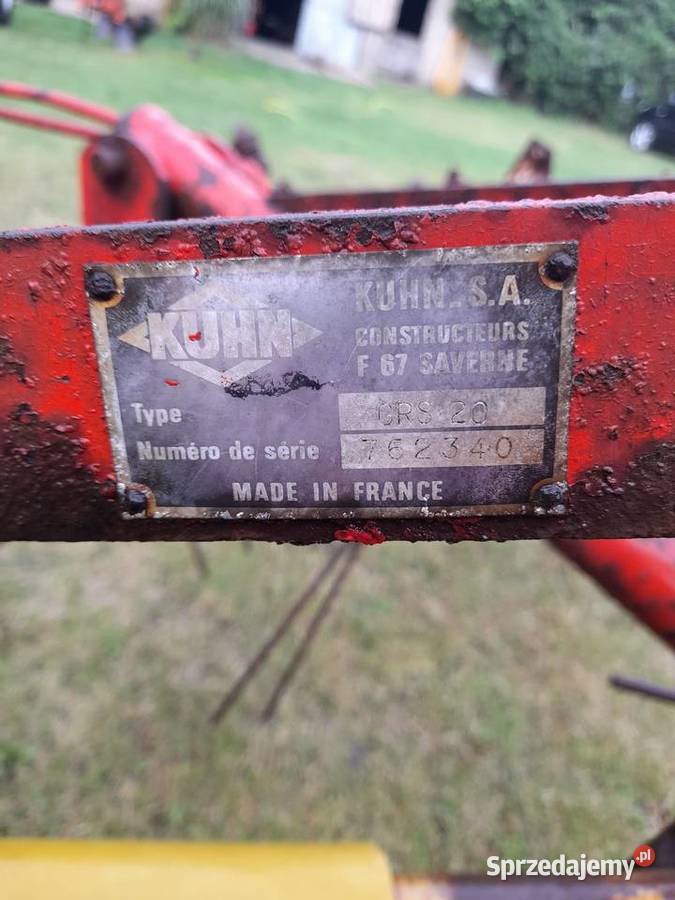 KUHN
KUHN S.A.
CONSTRUCTEURS
F 67 SAVERNE
Type GRS 20
Numéro de série 762340
MADE IN FRANCE
Sprzedajemy.pl